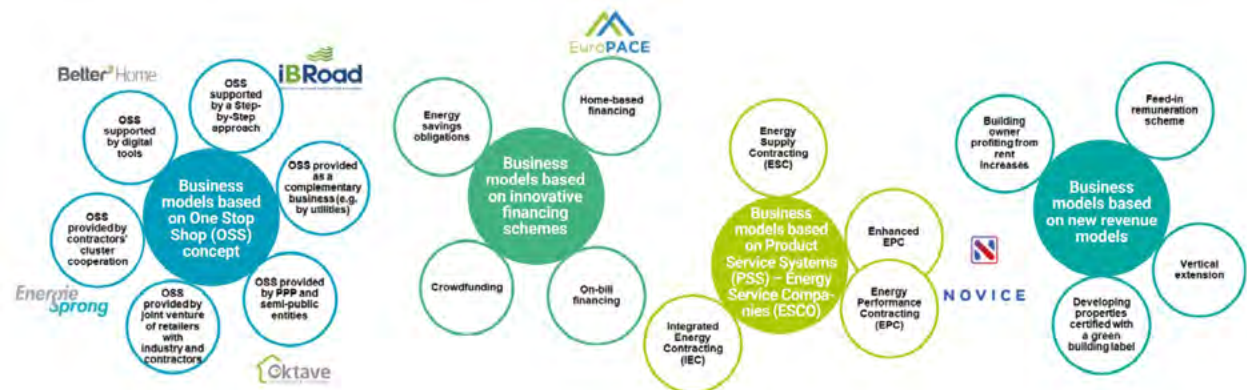 Better Home
iBRoad
OSS
supported
by a Step-
by-Step
approach
OSS
supported
by digital
tools
OSS provided
as a
complementary
business (e.g.
by utilities)
Business
models based
on One Stop
Shop (OSS)
concept
OSS
provided by
contractors'
cluster
cooperation
OSS provided
by PPP and
semi-public
entities
OSS
provided by
joint venture
of retailers
with
industry and
contractors
Energie
Sprong
Oktave
EuroPACE
Energy
savings
obligations
Home-based
financing
Business
models based
on innovative
financing
schemes
Crowdfunding
On-bill
financing
Energy
Supply
Contracting
(ESC)
Business
models based
on Product
Service Systems
(PSS) – Energy
Service Compa-
nies (ESCO)
Enhanced
EPC
Energy
Performance
Contracting
(EPC)
Integrated
Energy
Contracting
(IEC)
NOVICE
Building
owner
profiting from
rent
increases
Feed-in
remuneration
scheme
Business
models based
on new revenue
models
Vertical
extension
Developing
properties
certified with
a green
building label